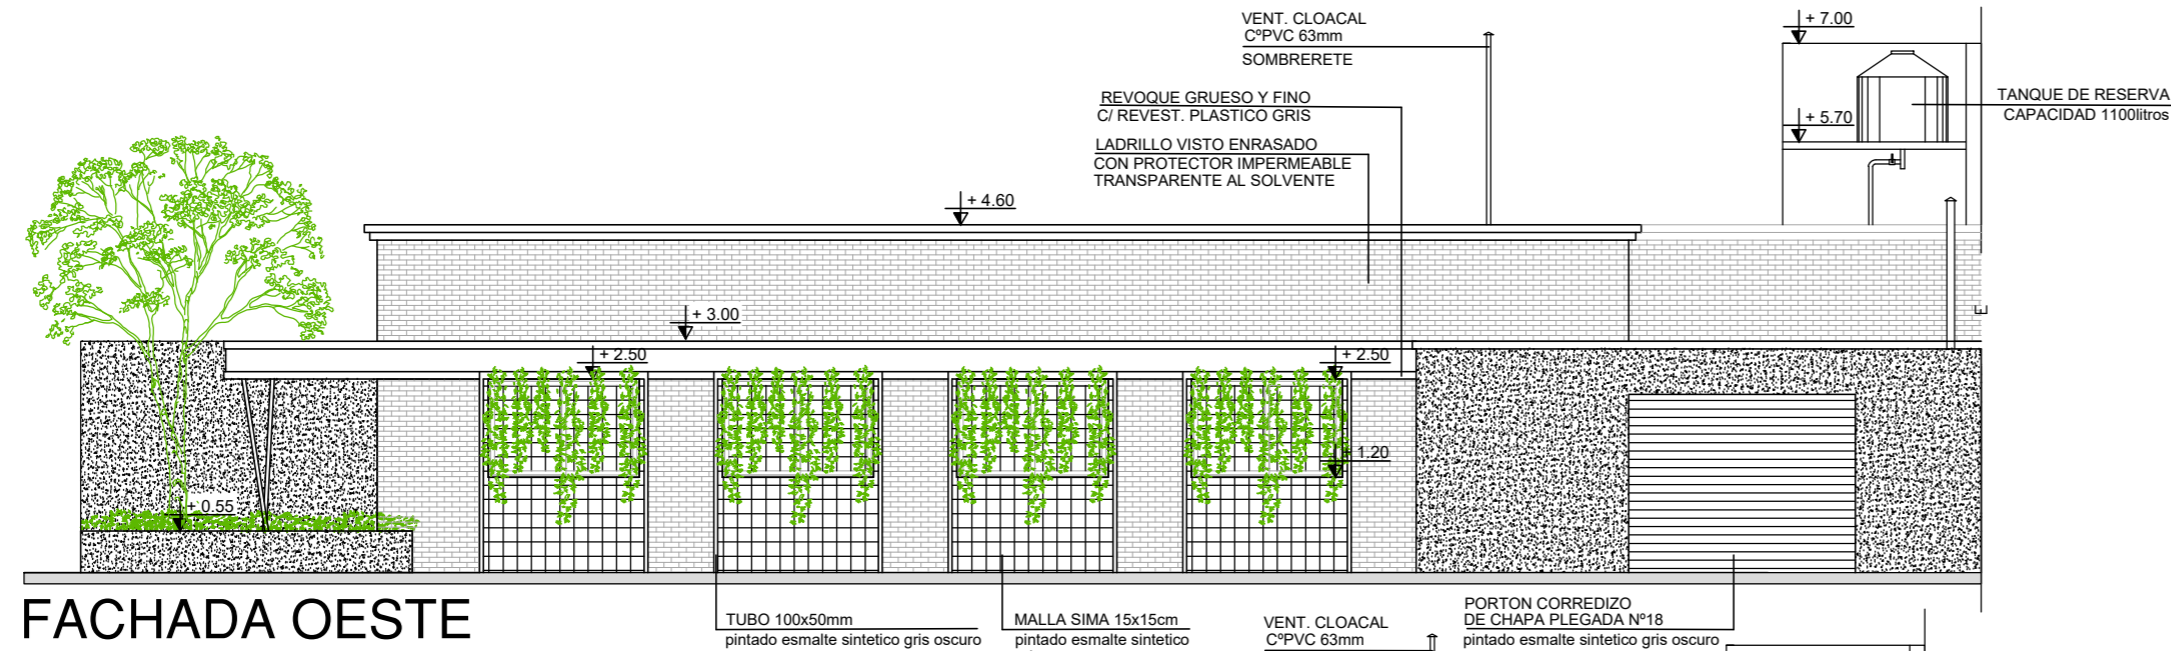 VENT. CLOACAL
CºPVC 63mm
SOMBRERETE
+ 7.00
REVOQUE GRUESO Y FINO
C/ REVEST. PLASTICO GRIS
TANQUE DE RESERVA
CAPACIDAD 1100litros
+ 5.70
LADRILLO VISTO ENRASADO
CON PROTECTOR IMPERMEABLE
TRANSPARENTE AL SOLVENTE
+ 4.60
+ 3.00
+ 2.50
+ 2.50
+ 1.20
+ 0.55
FACHADA OESTE
TUBO 100x50mm
pintado esmalte sintetico gris oscuro
MALLA SIMA 15x15cm
pintado esmalte sintetico
VENT. CLOACAL
CºPVC 63mm
PORTON CORREDIZO
DE CHAPA PLEGADA Nº18
pintado esmalte sintetico gris oscuro